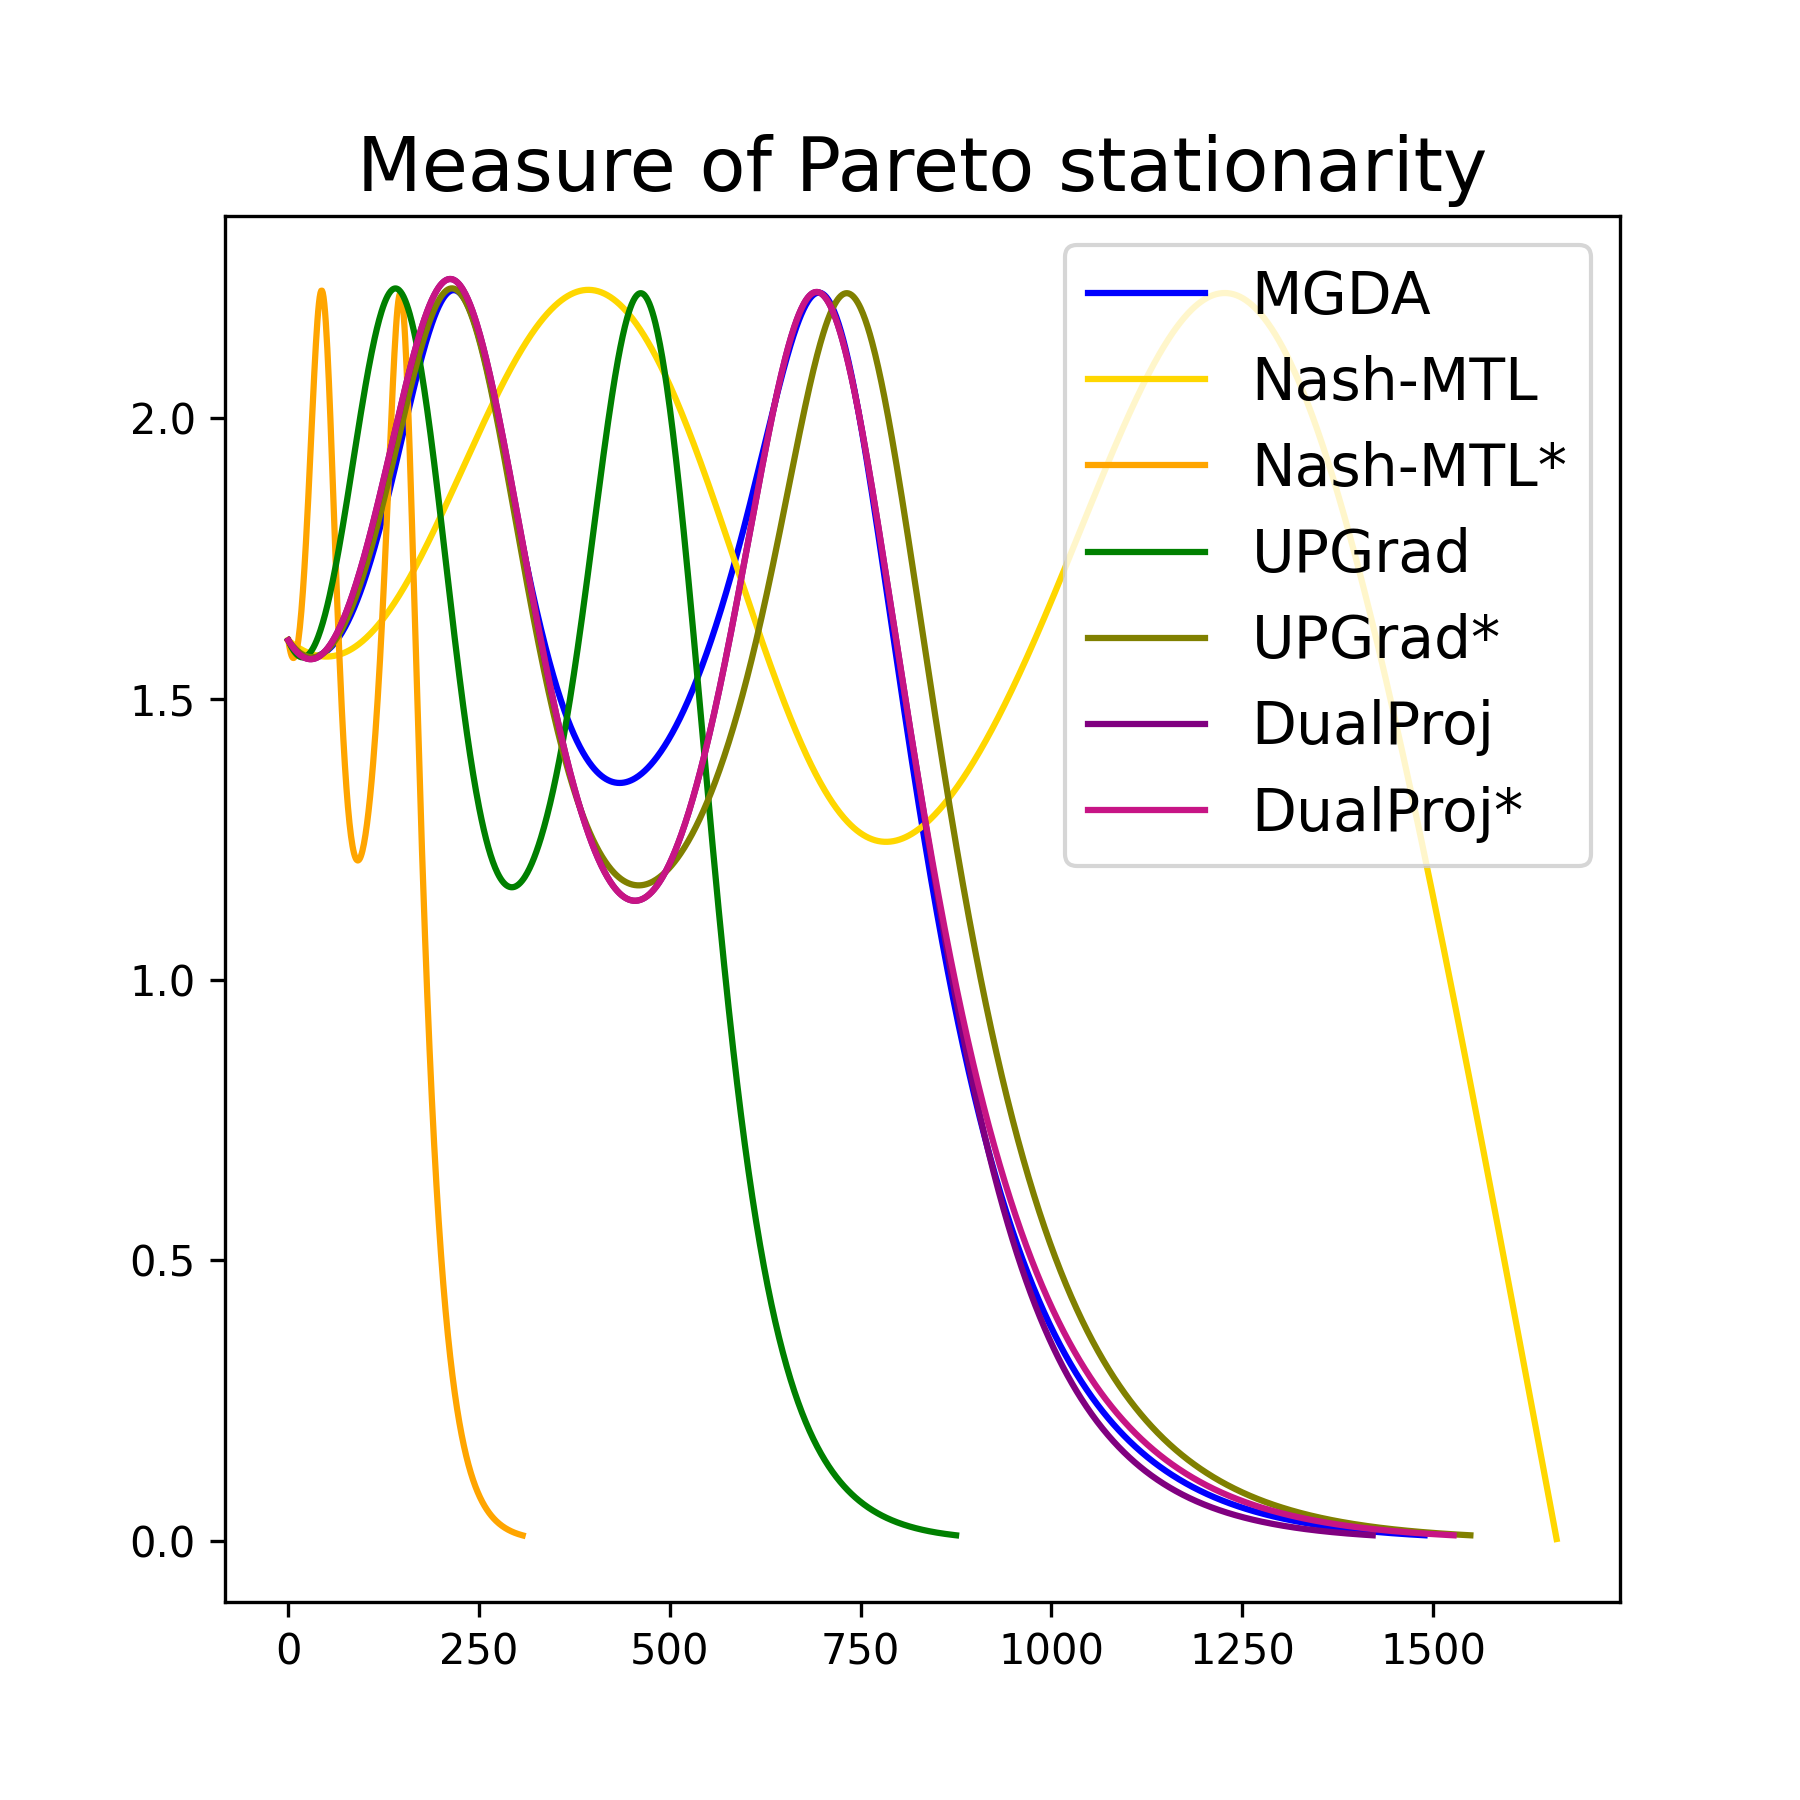 Measure of Pareto stationarity
MGDA
Nash-MTL
Nash-MTL*
UPGrad
UPGrad*
DualProj
DualProj*
2.0
1.5
1.0
0.5
0.0
0 250 500 750 1000 1250 1500